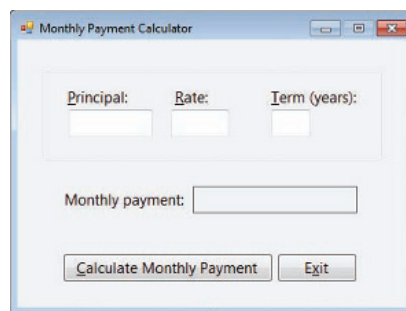 Monthly Payment Calculator
Principal: Rate: Term (years):
Monthly payment:
Calculate Monthly Payment Exit